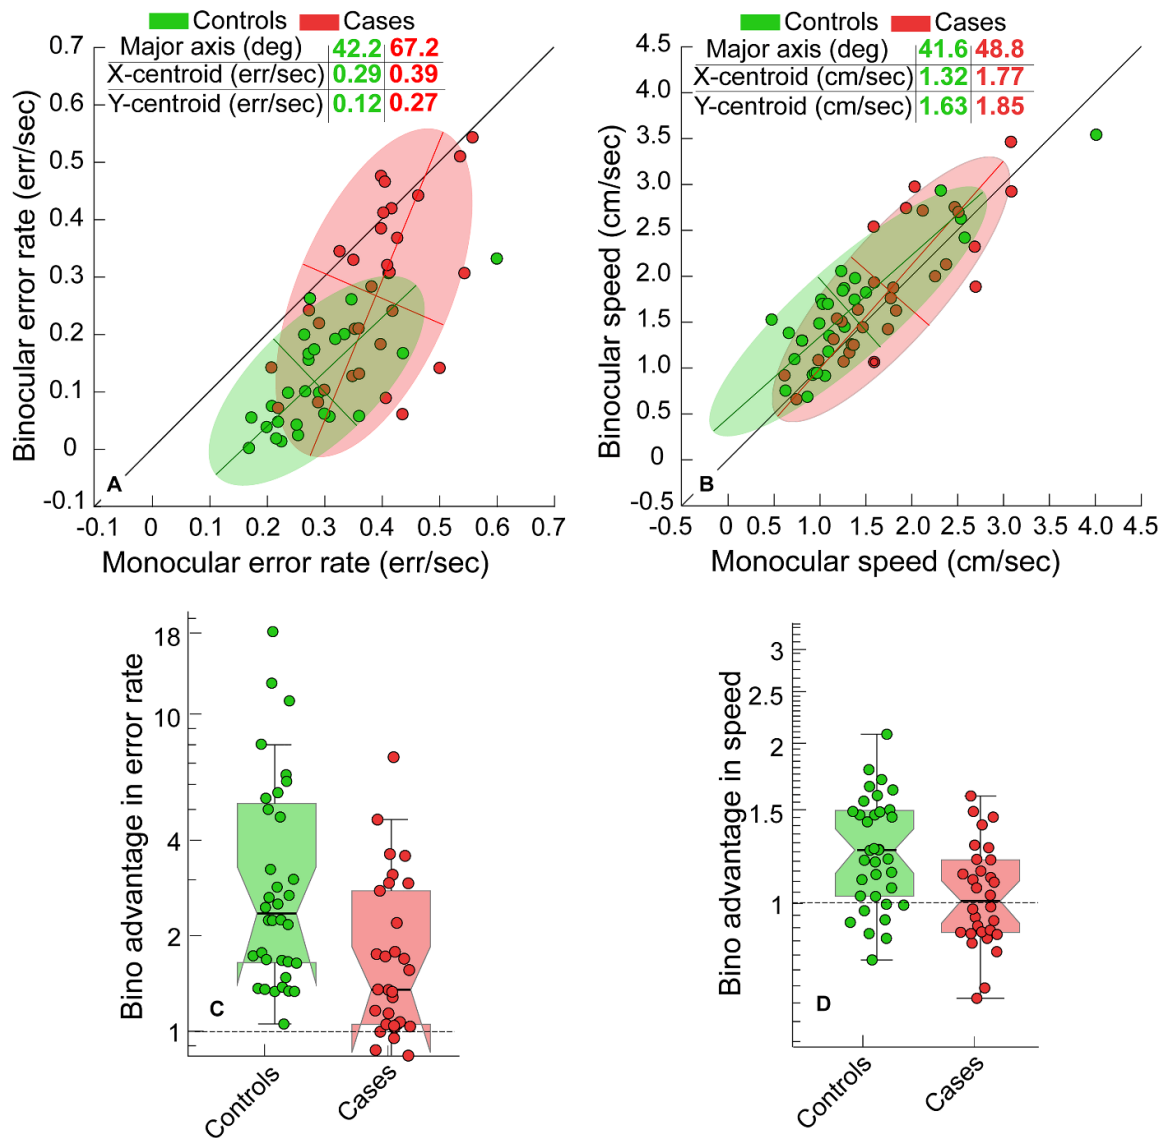 Controls Cases
Major axis (deg) 42.2 67.2
X-centroid (err/sec) 0.29 0.39
Y-centroid (err/sec) 0.12 0.27
0.7
0.6
0.5
0.4
0.3
0.2
0.1
0
-0.1
Binocular error rate (err/sec)
A
-0.1 0 0.1 0.2 0.3 0.4 0.5 0.6 0.7
Monocular error rate (err/sec)
Controls Cases
Major axis (deg) 41.6 48.8
X-centroid (cm/sec) 1.32 1.77
Y-centroid (cm/sec) 1.63 1.85
4.5
4.0
3.5
3.0
2.5
2.0
1.5
1.0
0.5
0
-0.5
Binocular speed (cm/sec)
B
-0.5 0 0.5 1.0 1.5 2.0 2.5 3.0 3.5 4.0 4.5
Monocular speed (cm/sec)
18
10
4
2
1
Bino advantage in error rate
C
Controls Cases
3
2.5
2
1.5
1
Bino advantage in speed
D
Controls Cases